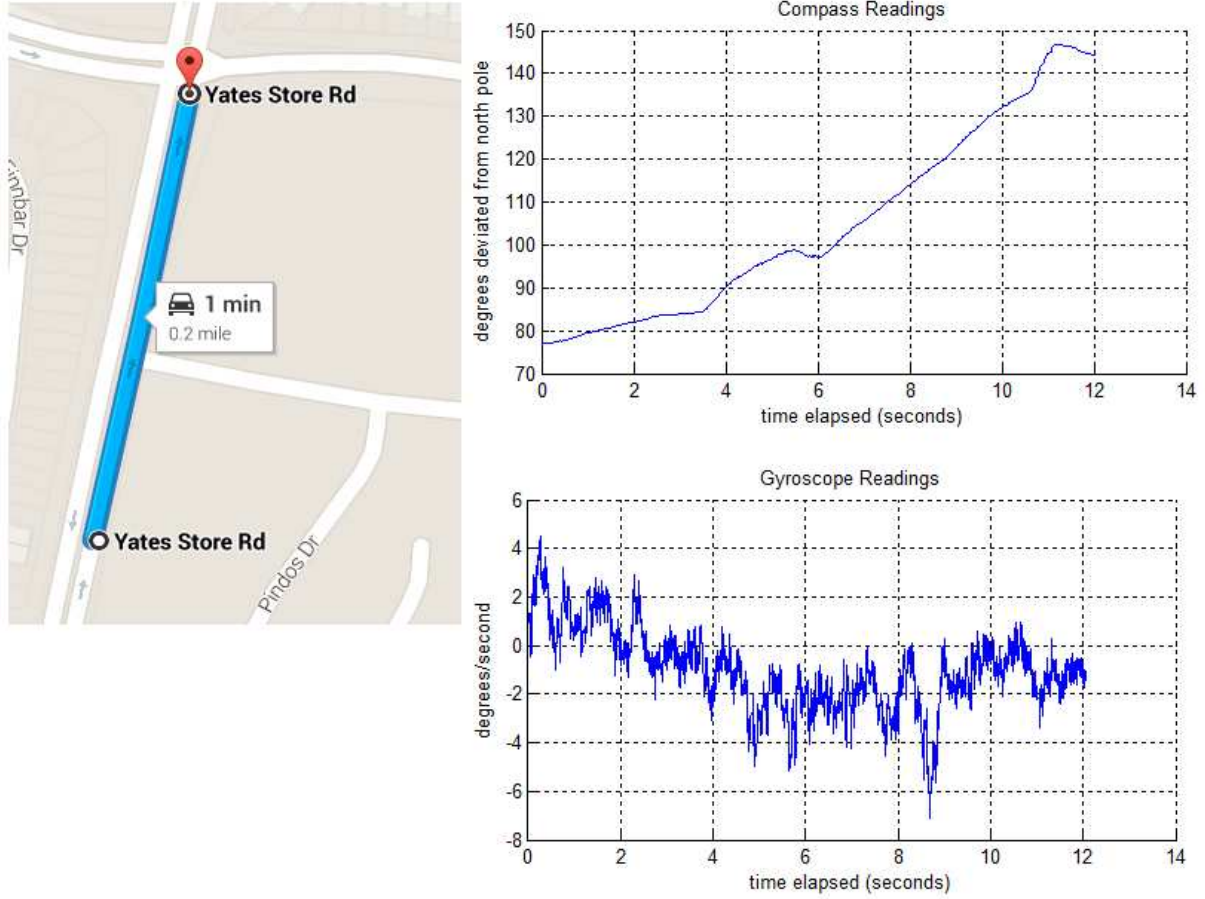 Yates Store Rd
1 min
0.2 mile
Yates Store Rd
Pindos Dr
Compass Readings
degrees deviated from north pole
150
140
130
120
110
100
90
80
70
0 2 4 6 8 10 12 14
time elapsed (seconds)
Gyroscope Readings
degrees/second
6
4
2
0
-2
-4
-6
-8
0 2 4 6 8 10 12 14
time elapsed (seconds)